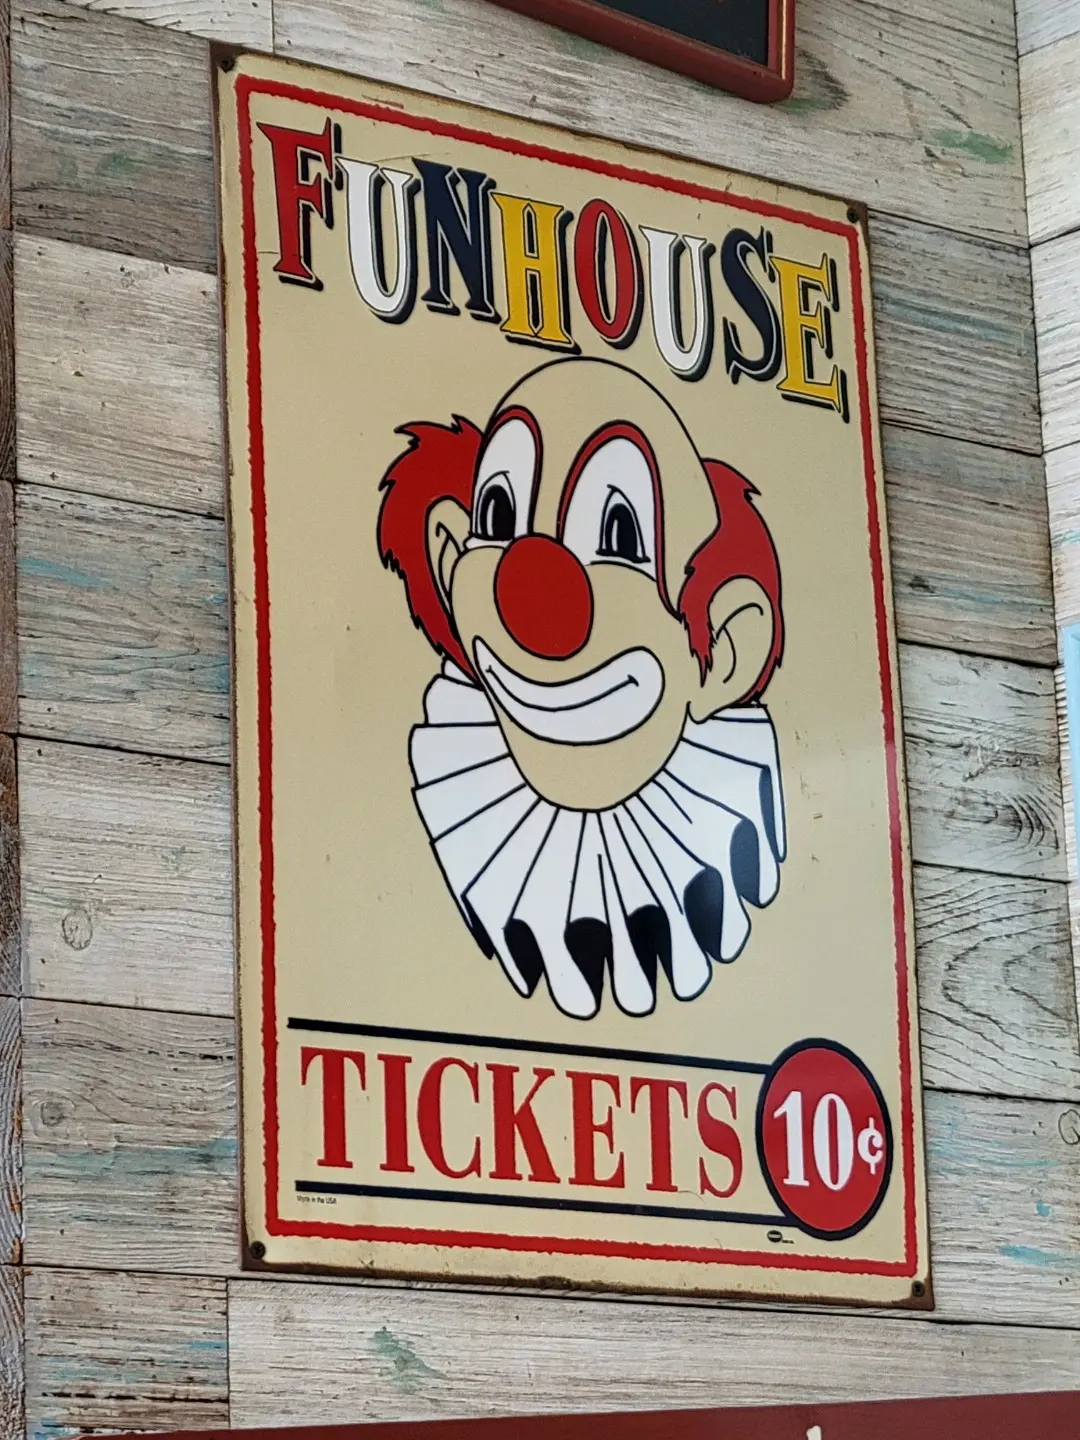 FUNHOUSE
TICKETS 10¢
Made in the USA